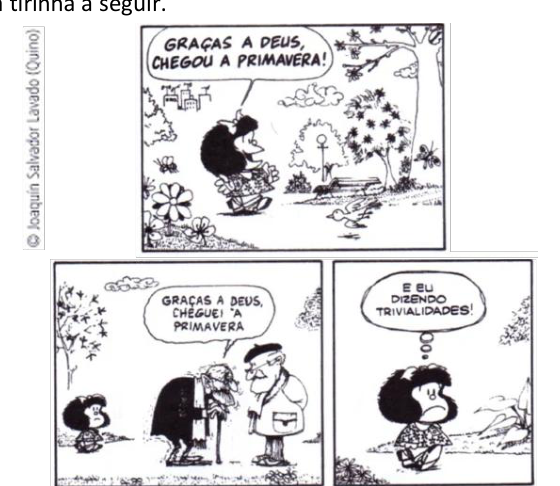 a tirinha a seguir.
© Joaquín Salvador Lavado (Quino)
GRAÇAS A DEUS,
CHEGOU A PRIMAVERA!
GRAÇAS A DEUS,
CHEGUEI À
PRIMAVERA
E EU
DIZENDO
TRIVIALIDADES!